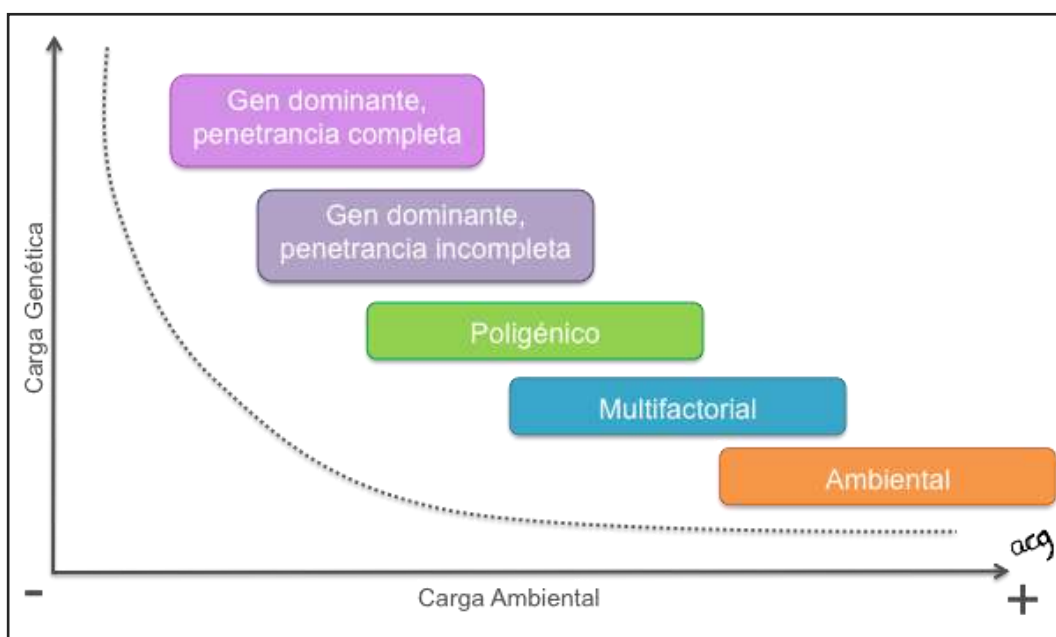 Gen dominante,
penetrancia completa
Gen dominante,
penetrancia incompleta
Poligénico
Multifactorial
Ambiental
Carga Genética
acg
-
Carga Ambiental
+